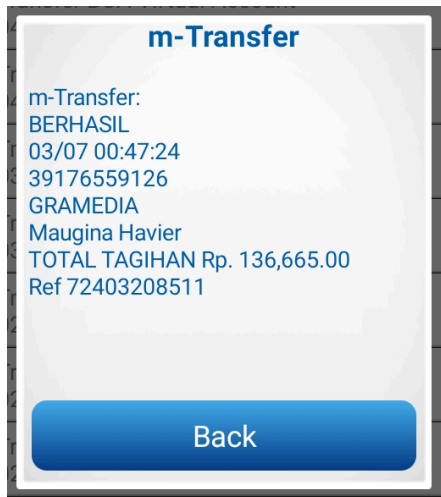 m-Transfer
m-Transfer:
BERHASIL
03/07 00:47:24
39176559126
GRAMEDIA
Maugina Havier
TOTAL TAGIHAN Rp. 136,665.00
Ref 72403208511
Back